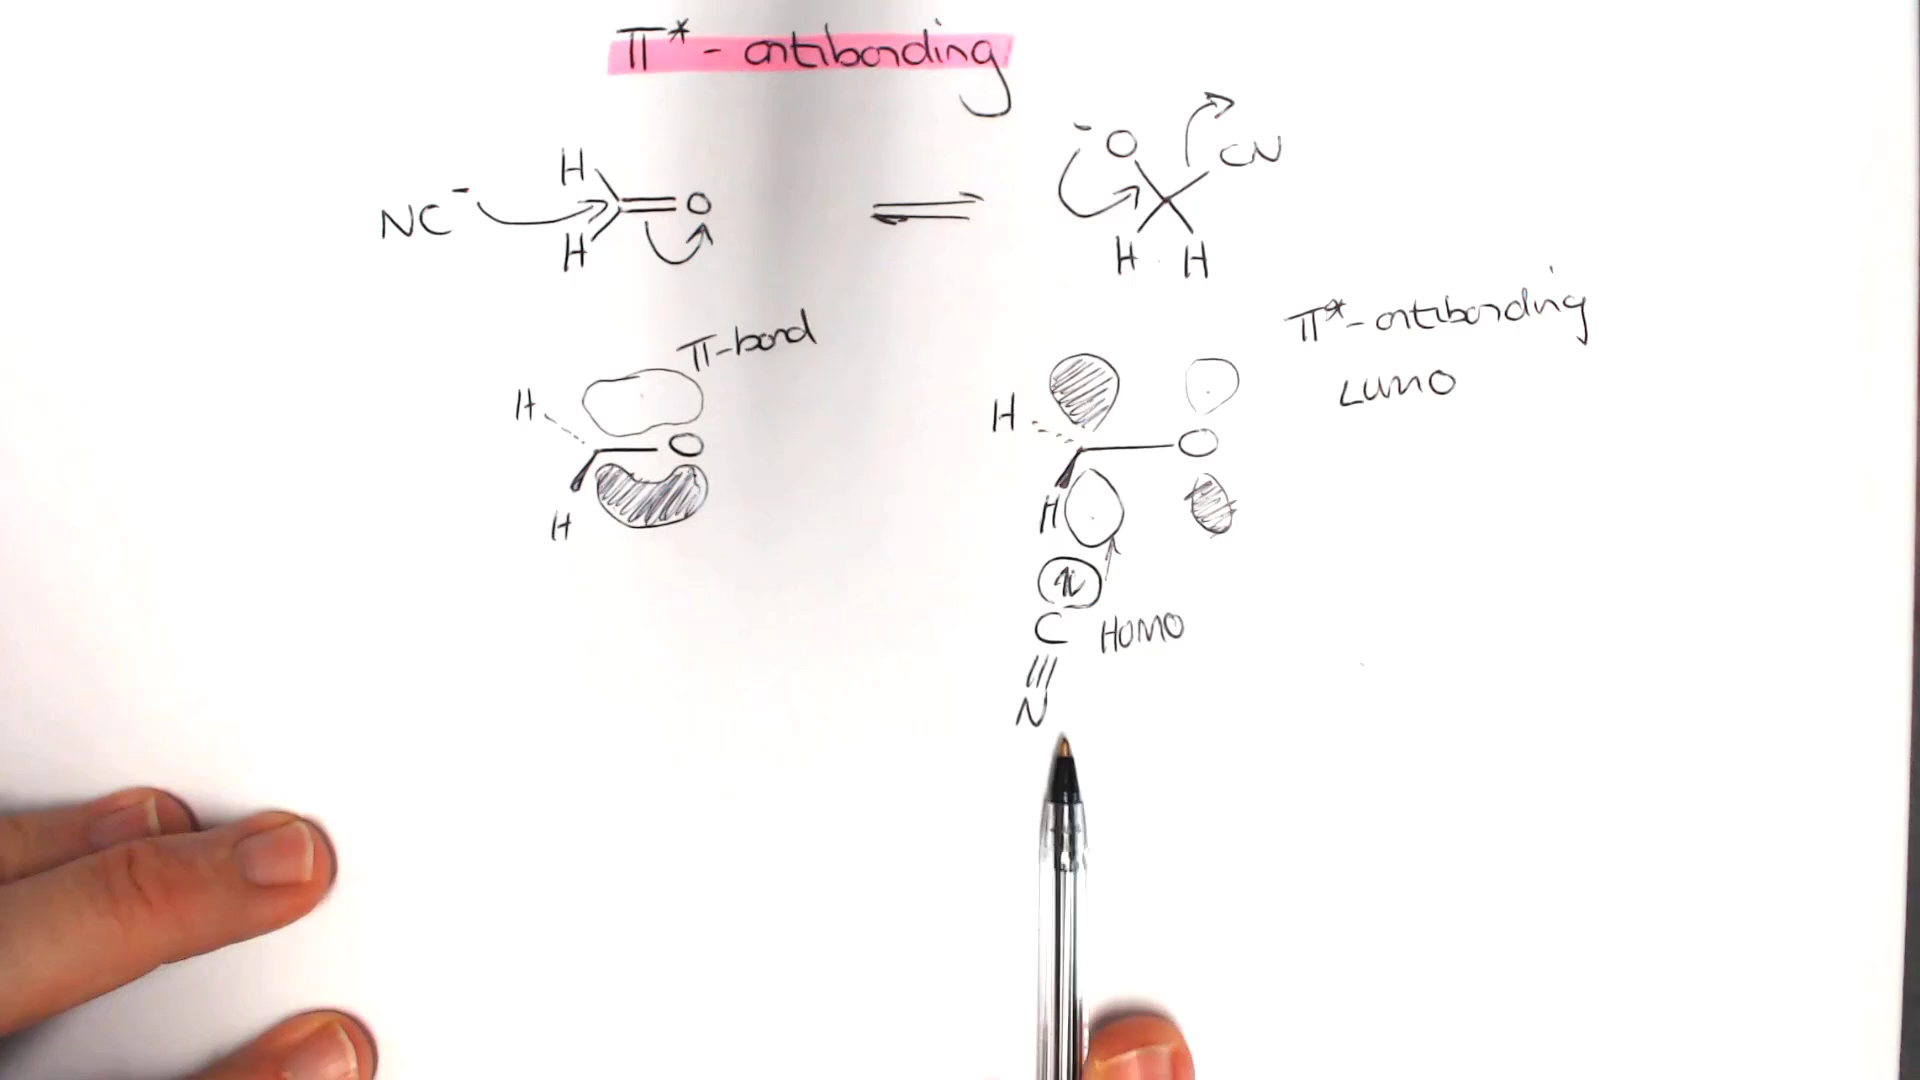 π* - antibonding
H
NC⁻
O
H
⁻O
CN
H H
π-bond
H
O
H
π*-antibonding
LUMO
H
O
H
C HOMO
N